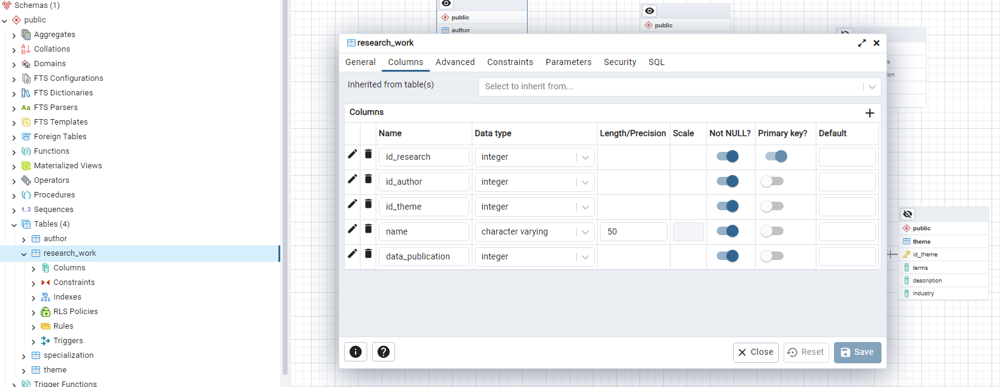 Schemas (1)
public
Aggregates
Collations
Domains
FTS Configurations
FTS Dictionaries
Aa FTS Parsers
FTS Templates
Foreign Tables
Functions
Materialized Views
Operators
Procedures
1..3 Sequences
Tables (4)
author
research_work
Columns
Constraints
Indexes
RLS Policies
Rules
Triggers
specialization
theme
Trigger Functions
public
author
public
research_work
General Columns Advanced Constraints Parameters Security SQL
Inherited from table(s) Select to inherit from...
Columns
Name Data type Length/Precision Scale Not NULL? Primary key? Default
id_research integer
id_author integer
id_theme integer
name character varying 50
data_publication integer
Close Reset Save
public
theme
id_theme
terms
description
industry